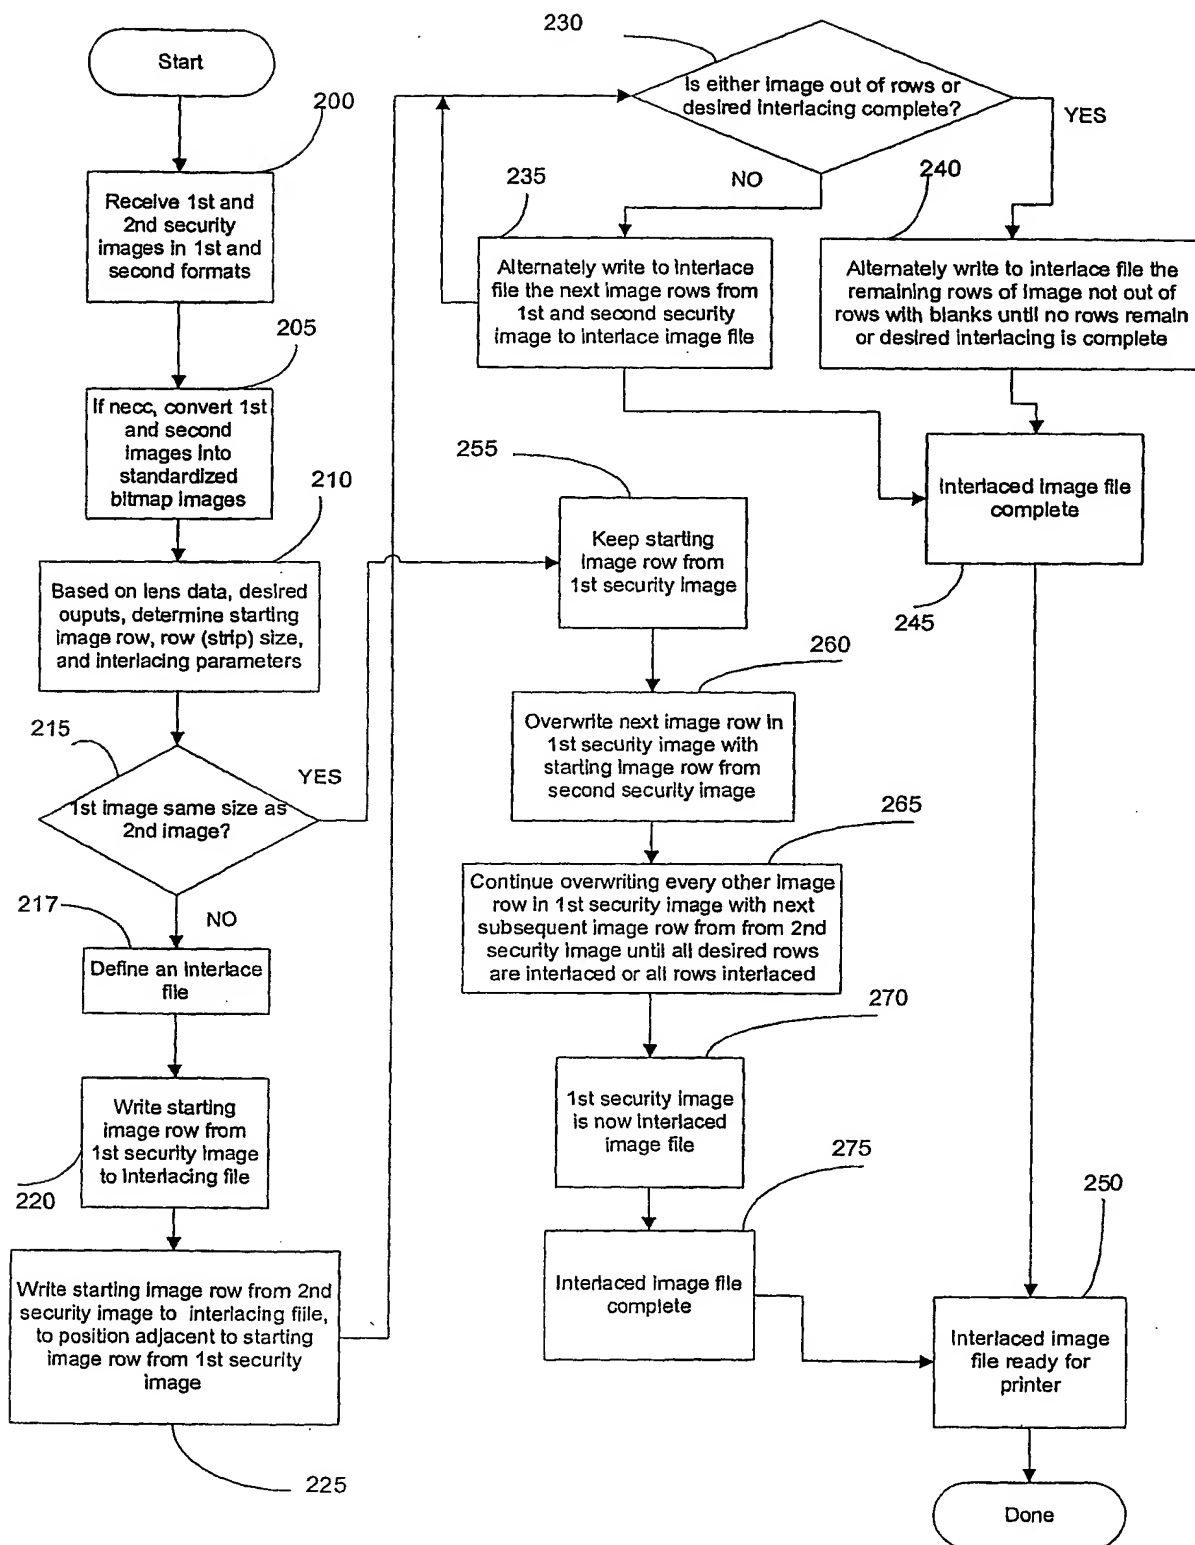 Start
200
Receive 1st and
2nd security
images in 1st and
second formats
205
If necc, convert 1st
and second
images into
standardized
bitmap images
210
Based on lens data, desired
ouputs, determine starting
image row, row (strip) size,
and interlacing parameters
215
YES
1st image same size as
2nd image?
217
NO
Define an interlace
file
Write starting
image row from
1st security image
to interlacing file
220
Write starting image row from 2nd
security image to interlacing fiile,
to position adjacent to starting
image row from 1st security
image
225
230
Is either image out of rows or
desired interlacing complete?
YES
NO
235
Alternately write to interlace
file the next image rows from
1st and second security
image to interlace image file
240
Alternately write to interlace file the
remaining rows of image not out of
rows with blanks until no rows remain
or desired interlacing is complete
Interlaced image file
complete
245
255
Keep starting
image row from
1st security image
260
Overwrite next image row in
1st security image with
starting image row from
second security image
265
Continue overwriting every other image
row in 1st security image with next
subsequent image row from from 2nd
security image until all desired rows
are interlaced or all rows interlaced
270
1st security image
is now interlaced
image file
275
Interlaced image file
complete
250
Interlaced image
file ready for
printer
Done